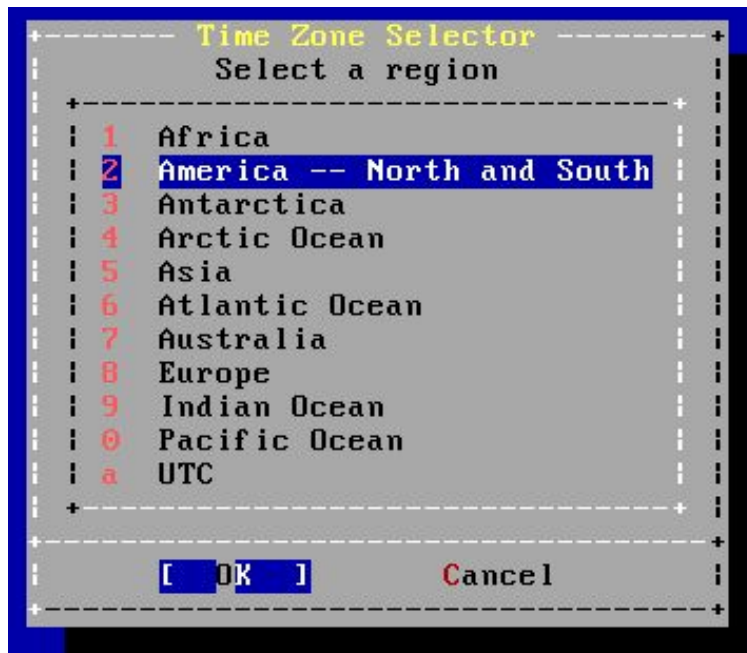 Time Zone Selector
Select a region
1 Africa
2 America -- North and South
3 Antarctica
4 Arctic Ocean
5 Asia
6 Atlantic Ocean
7 Australia
8 Europe
9 Indian Ocean
0 Pacific Ocean
a UTC
[ OK ] Cancel